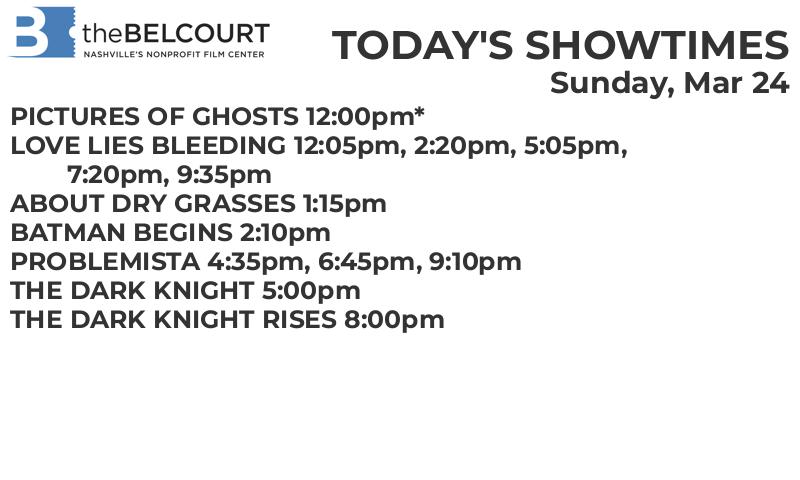 B theBELCOURT
NASHVILLE'S NONPROFIT FILM CENTER
TODAY'S SHOWTIMES
Sunday, Mar 24
PICTURES OF GHOSTS 12:00pm*
LOVE LIES BLEEDING 12:05pm, 2:20pm, 5:05pm,
7:20pm, 9:35pm
ABOUT DRY GRASSES 1:15pm
BATMAN BEGINS 2:10pm
PROBLEMISTA 4:35pm, 6:45pm, 9:10pm
THE DARK KNIGHT 5:00pm
THE DARK KNIGHT RISES 8:00pm